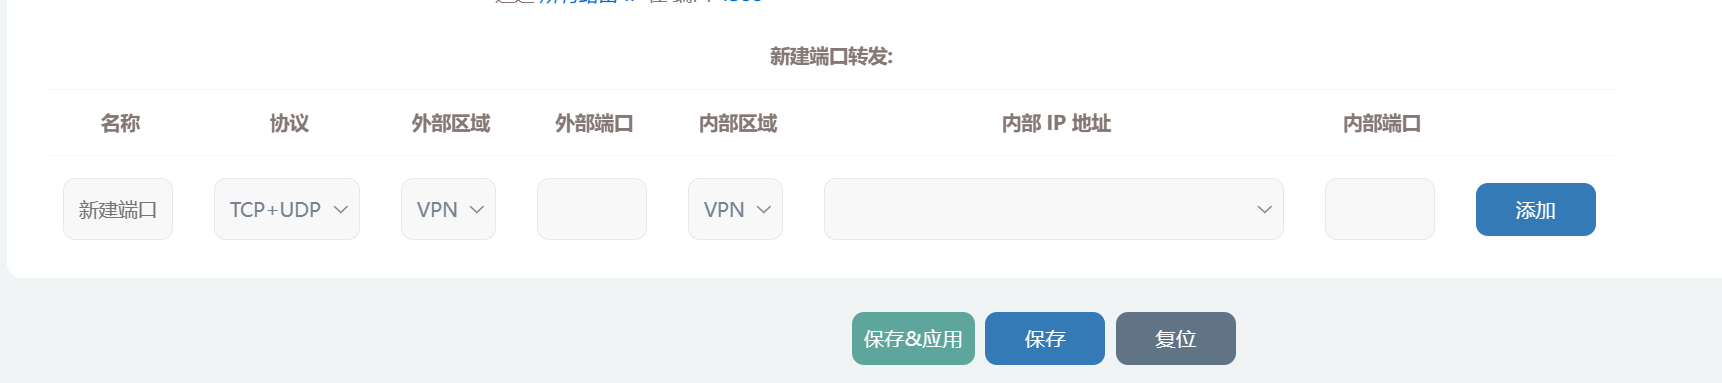 新建端口转发:
名称 协议 外部区域 外部端口 内部区域 内部 IP 地址 内部端口
新建端口 TCP+UDP VPN VPN 添加
保存&应用 保存 复位